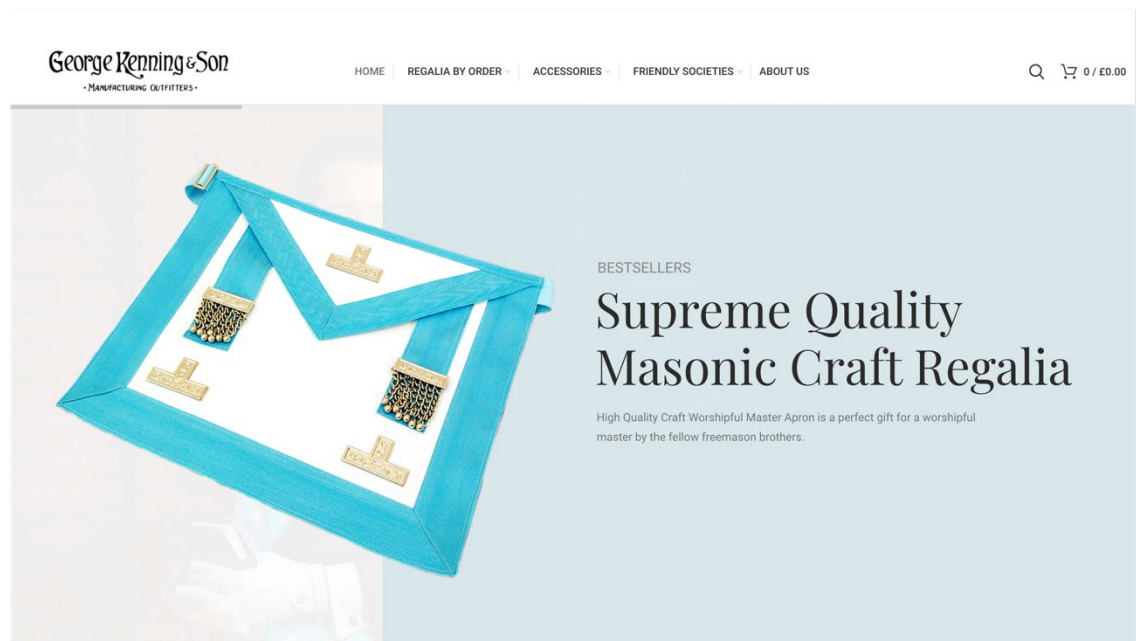 George Kenning & Son
• MANUFACTURING OUTFITTERS •
HOME
REGALIA BY ORDER
ACCESSORIES
FRIENDLY SOCIETIES
ABOUT US
0 / £0.00
BESTSELLERS
Supreme Quality
Masonic Craft Regalia
High Quality Craft Worshipful Master Apron is a perfect gift for a worshipful
master by the fellow freemason brothers.